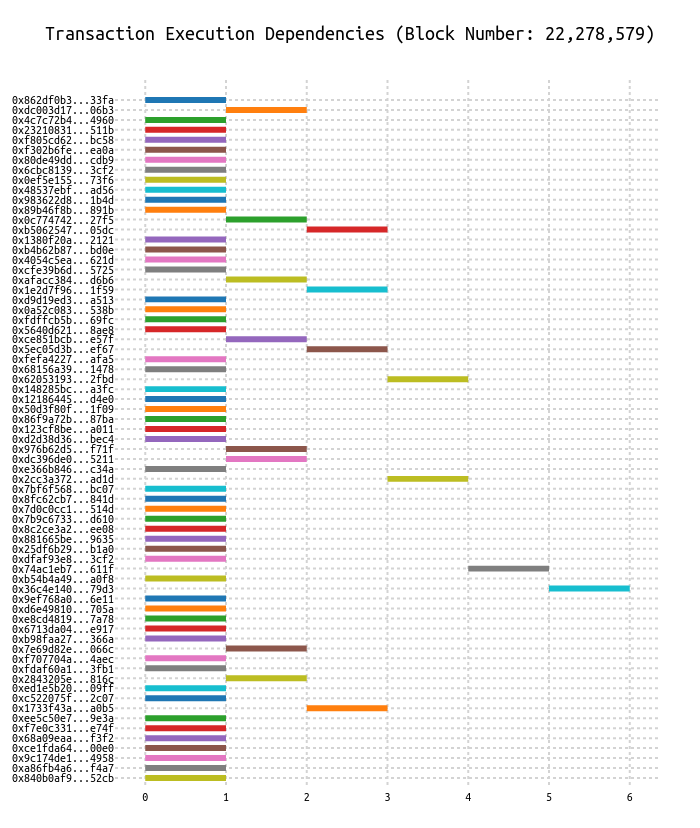 Transaction Execution Dependencies (Block Number: 22,278,579)
0x862df0b3...33fa
0xdc003d17...06b3
0x4c7c72b4...4960
0x23210831...511b
0xf805cd62...bc58
0xf302b6fe...ea0a
0x80de49dd...cdb9
0x6cbc8139...3cf2
0x0ef5e155...73f6
0x48537ebf...ad56
0x983622d8...1b4d
0x89b46f8b...891b
0x0c774742...27f5
0xb5062547...05dc
0x1380f20a...2121
0xb4b62b87...bd0e
0x4054c5ea...621d
0xcfe39b6d...5725
0xafacc384...d6b6
0x1e2d7f96...1f59
0xd9d19ed3...a513
0x0a52c083...538b
0xfdffcb5b...69fc
0x5640d621...8ae8
0xce851bcb...e57f
0x5ec05d3b...ef67
0xfefa4227...afa5
0x68156a39...1478
0x62053193...2fbd
0x148285bc...a3fc
0x12186445...d4e0
0x50d3f80f...1f09
0x86f9a72b...87ba
0x123cf8be...a011
0xd2d38d36...bec4
0x976b62d5...f71f
0xdc396de0...5211
0xe366b846...c34a
0x2cc3a372...ad1d
0x7bf6f568...bc07
0x8fc62cb7...841d
0x7d0c0cc1...514d
0x7b9c6733...d610
0x8c2ce3a2...ee08
0x881665be...9635
0x25df6b29...b1a0
0xdfaf93e8...3cf2
0x74ac1eb7...611f
0xb54b4a49...a0f8
0x36c4e140...79d3
0x9ef768a0...6e11
0xd6e49810...705a
0xe8cd4819...7a78
0x6713da04...e917
0xb98faa27...366a
0x7e69d82e...066c
0xf707704a...4aec
0xfdaf60a1...3fb1
0x2843205e...816c
0xed1e5b20...09ff
0xc522075f...2c07
0x1733f43a...a0b5
0xee5c50e7...9e3a
0xf7e0c331...e74f
0x68a09eaa...f3f2
0xce1fda64...00e0
0x9c174de1...4958
0xa86fb4a6...f4a7
0x840b0af9...52cb
0 1 2 3 4 5 6